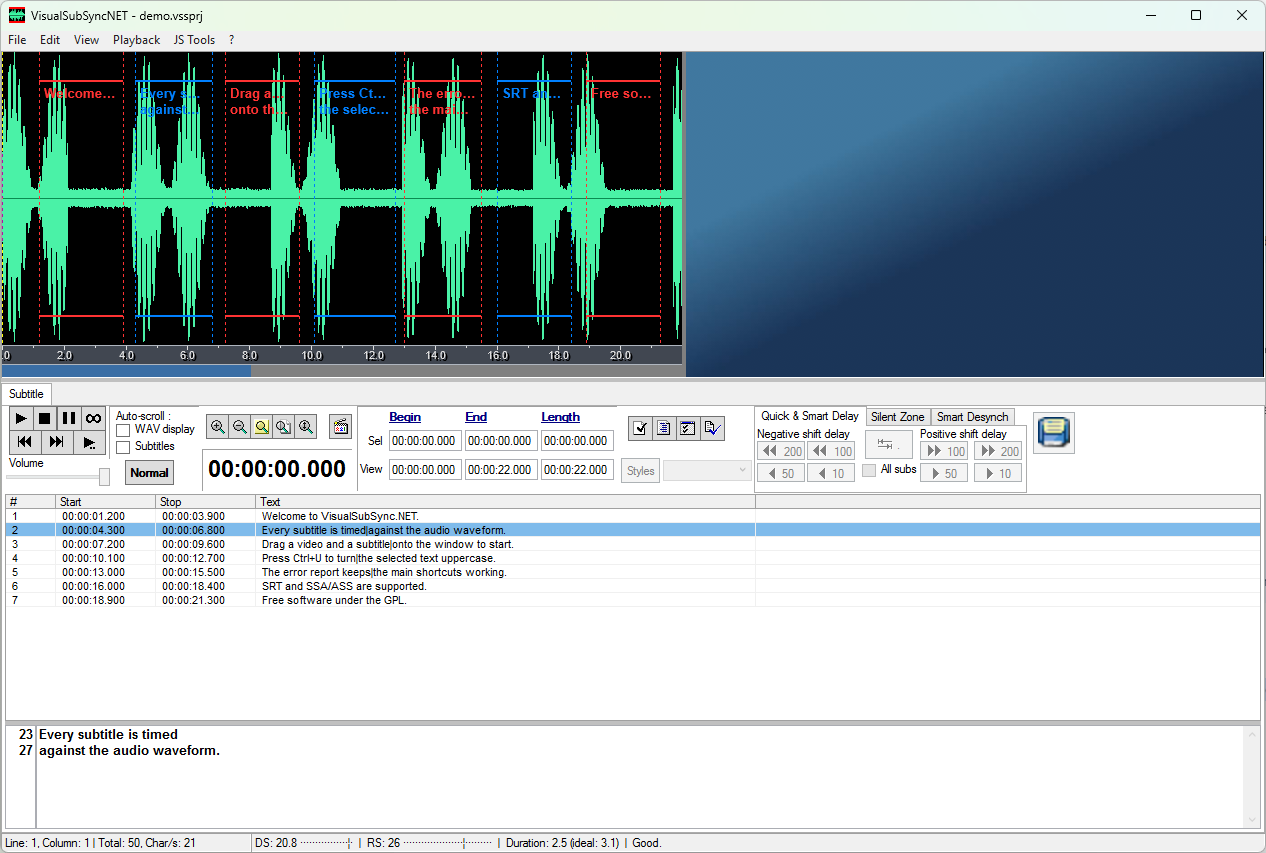 VisualSubSyncNET - demo.vssprj
File Edit View Playback JS Tools ?
Welcome... Every s... Drag a... Press Ct... The erro... SRT an... Free so...
against... onto th... the selec... the mai...
.0 2.0 4.0 6.0 8.0 10.0 12.0 14.0 16.0 18.0 20.0
Subtitle
Auto-scroll :
WAV display
Subtitles
Volume
Normal
00:00:00.000
Begin End Length
Sel 00:00:00.000 00:00:00.000 00:00:00.000
View 00:00:00.000 00:00:22.000 00:00:22.000
Styles
Quick & Smart Delay Silent Zone Smart Desynch
Negative shift delay Positive shift delay
200 100 100 200
50 10 All subs 50 10
# Start Stop Text
1 00:00:01.200 00:00:03.900 Welcome to VisualSubSync.NET.
2 00:00:04.300 00:00:06.800 Every subtitle is timed|against the audio waveform.
3 00:00:07.200 00:00:09.600 Drag a video and a subtitle|onto the window to start.
4 00:00:10.100 00:00:12.700 Press Ctrl+U to turn|the selected text uppercase.
5 00:00:13.000 00:00:15.500 The error report keeps|the main shortcuts working.
6 00:00:16.000 00:00:18.400 SRT and SSA/ASS are supported.
7 00:00:18.900 00:00:21.300 Free software under the GPL.
23 Every subtitle is timed
27 against the audio waveform.
Line: 1, Column: 1 | Total: 50, Char/s: 21 DS: 20.8 | RS: 26 | Duration: 2.5 (ideal: 3.1) | Good.